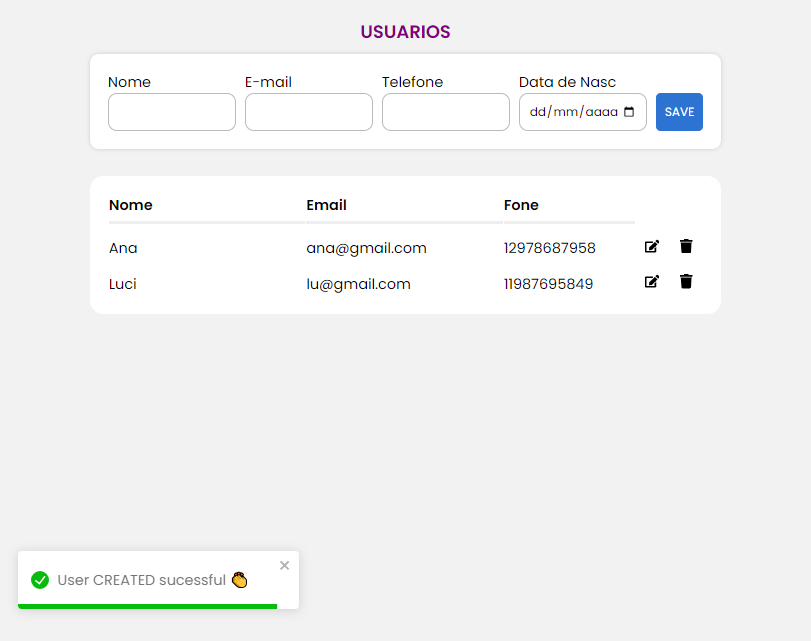 USUARIOS
Nome E-mail Telefone Data de Nasc
dd/mm/aaaa SAVE
Nome Email Fone
Ana ana@gmail.com 12978687958
Luci lu@gmail.com 11987695849
User CREATED sucessful 👏